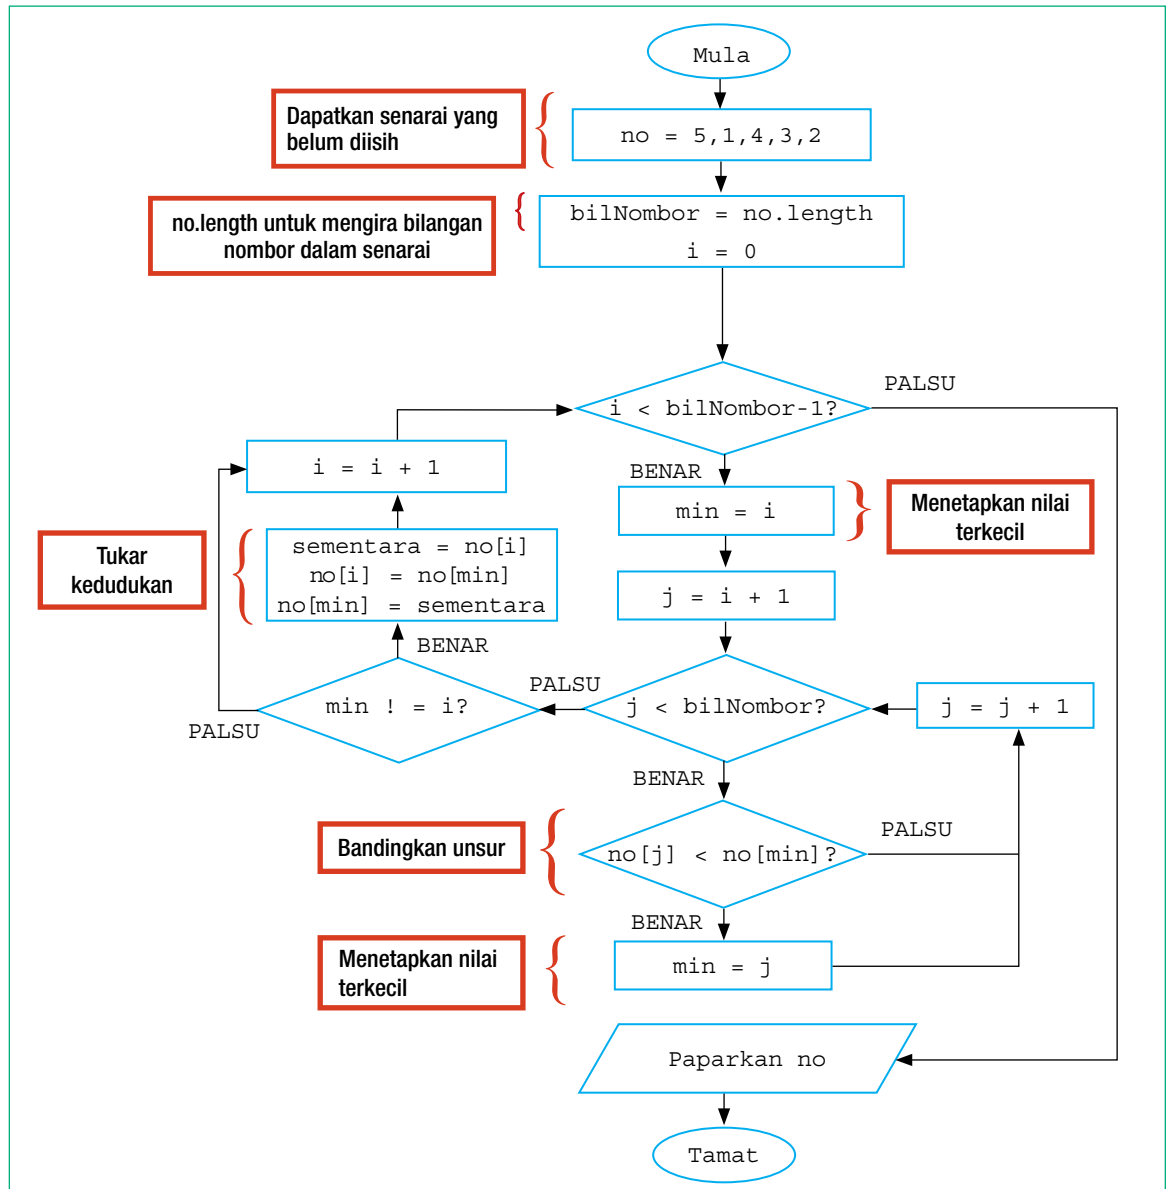 Mula
Dapatkan senarai yang
belum diisih
no = 5,1,4,3,2
no.length untuk mengira bilangan
nombor dalam senarai
bilNombor = no.length
i = 0
i < bilNombor-1?
PALSU
BENAR
i = i + 1
min = i
Menetapkan nilai
terkecil
Tukar
kedudukan
sementara = no[i]
no[i] = no[min]
no[min] = sementara
j = i + 1
BENAR
min ! = i?
PALSU
PALSU
j < bilNombor?
j = j + 1
BENAR
Bandingkan unsur
no[j] < no[min]?
PALSU
BENAR
Menetapkan nilai
terkecil
min = j
Paparkan no
Tamat